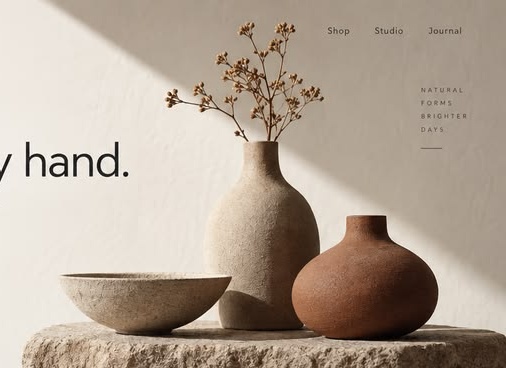 Shop Studio Journal
NATURAL
FORMS
BRIGHTER
DAYS
hand.